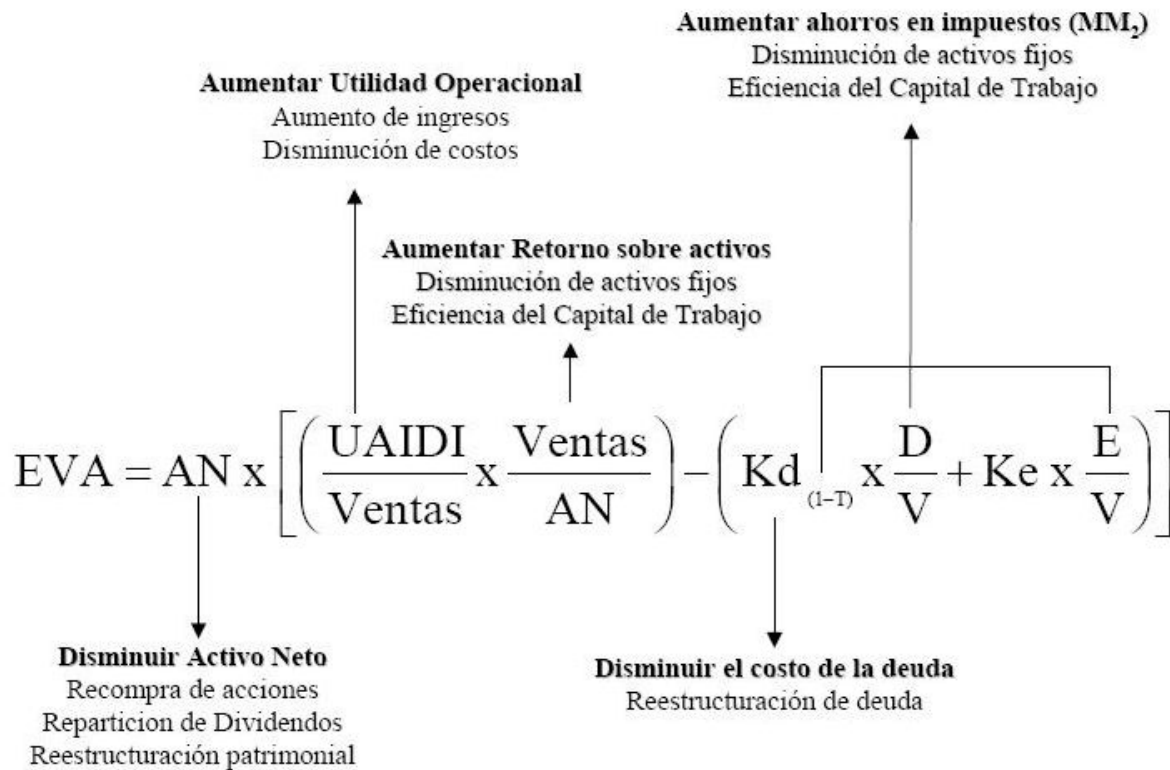 Aumentar ahorros en impuestos (MM₂)
Disminución de activos fijos
Eficiencia del Capital de Trabajo
Aumentar Utilidad Operacional
Aumento de ingresos
Disminución de costos
Aumentar Retorno sobre activos
Disminución de activos fijos
Eficiencia del Capital de Trabajo
EVA = AN x [(UAIDI/Ventas x Ventas/AN) − (Kd (1−T) x D/V + Ke x E/V)]
Disminuir Activo Neto
Recompra de acciones
Reparticion de Dividendos
Reestructuración patrimonial
Disminuir el costo de la deuda
Reestructuración de deuda